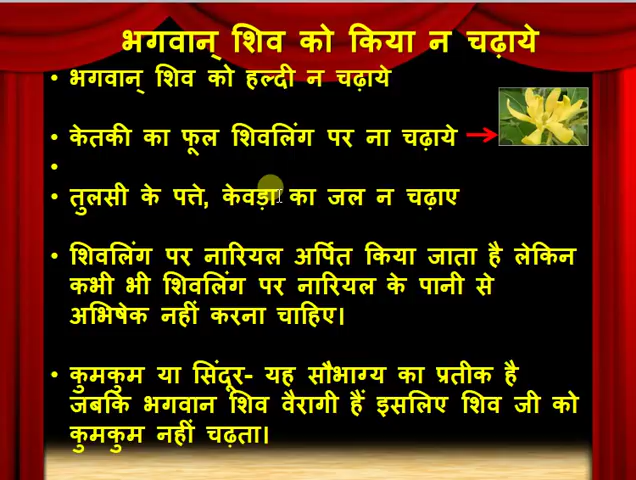 भगवान् शिव को किया न चढ़ाये
• भगवान् शिव को हल्दी न चढ़ाये
• केतकी का फूल शिवलिंग पर ना चढ़ाये
•
• तुलसी के पत्ते, केवड़ा का जल न चढ़ाए
• शिवलिंग पर नारियल अर्पित किया जाता है लेकिन
कभी भी शिवलिंग पर नारियल के पानी से
अभिषेक नहीं करना चाहिए।
• कुमकुम या सिंदूर- यह सौभाग्य का प्रतीक है
जबकि भगवान शिव वैरागी हैं इसलिए शिव जी को
कुमकुम नहीं चढ़ता।